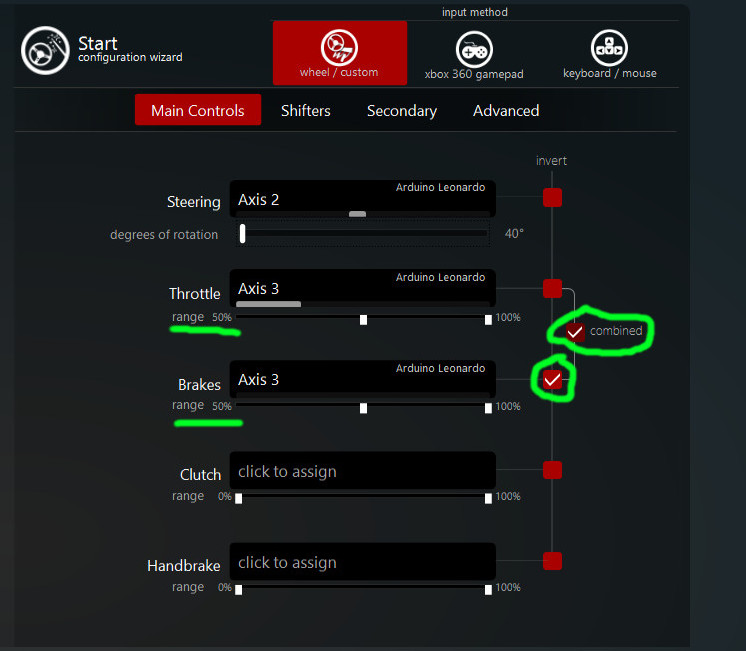 input method
Start
configuration wizard
wheel / custom
xbox 360 gamepad
keyboard / mouse
Main Controls Shifters Secondary Advanced
invert
Steering Axis 2 Arduino Leonardo
degrees of rotation 40°
Throttle Axis 3 Arduino Leonardo
range 50% 100%
combined
Brakes Axis 3 Arduino Leonardo
range 50% 100%
Clutch click to assign
range 0% 100%
Handbrake click to assign
range 0% 100%